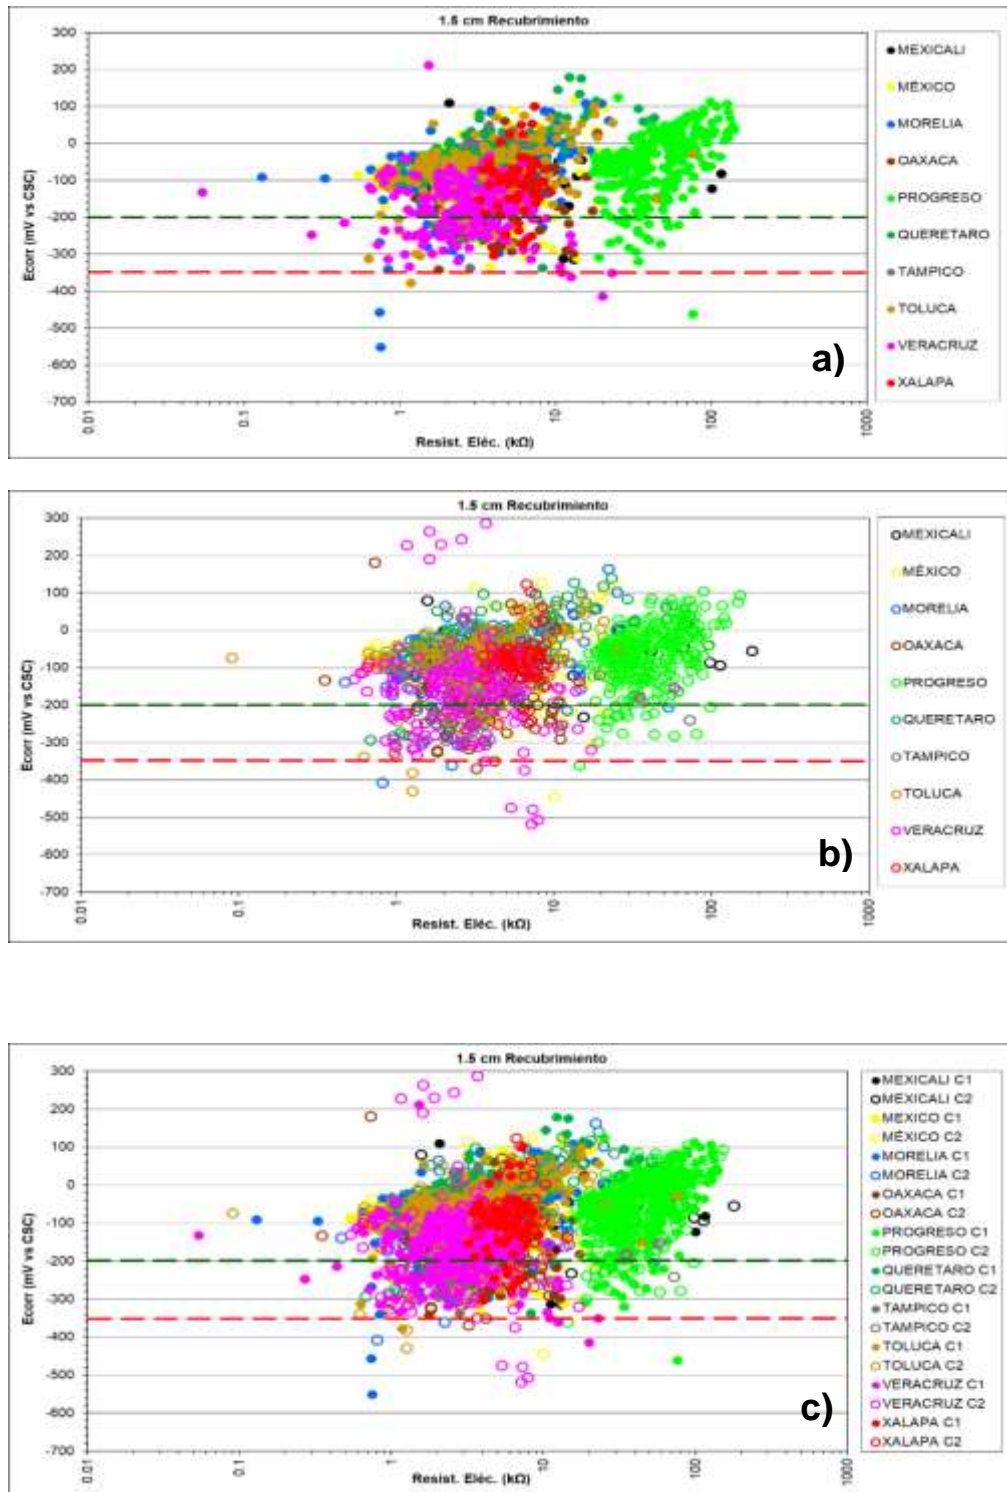 1.5 cm Recubrimiento
300
200
100
0
-100
-200
-300
-400
-500
-600
-700
Ecorr (mV vs CSC)
0.01
0.1
1
10
100
1000
Resist. Eléc. (kΩ)
MEXICALI
MÉXICO
MORELIA
OAXACA
PROGRESO
QUERETARO
TAMPICO
TOLUCA
VERACRUZ
XALAPA
a)
1.5 cm Recubrimiento
300
200
100
0
-100
-200
-300
-400
-500
-600
-700
Ecorr (mV vs CSC)
0.01
0.1
1
10
100
1000
Resist. Eléc. (kΩ)
MEXICALI
MÉXICO
MORELIA
OAXACA
PROGRESO
QUERETARO
TAMPICO
TOLUCA
VERACRUZ
XALAPA
b)
1.5 cm Recubrimiento
300
200
100
0
-100
-200
-300
-400
-500
-600
-700
Ecorr (mV vs CSC)
0.01
0.1
1
10
100
1000
Resist. Eléc. (kΩ)
MEXICALI C1
MEXICALI C2
MEXICO C1
MÉXICO C2
MORELIA C1
MORELIA C2
OAXACA C1
OAXACA C2
PROGRESO C1
PROGRESO C2
QUERETARO C1
QUERETARO C2
TAMPICO C1
TAMPICO C2
TOLUCA C1
TOLUCA C2
VERACRUZ C1
VERACRUZ C2
XALAPA C1
XALAPA C2
c)